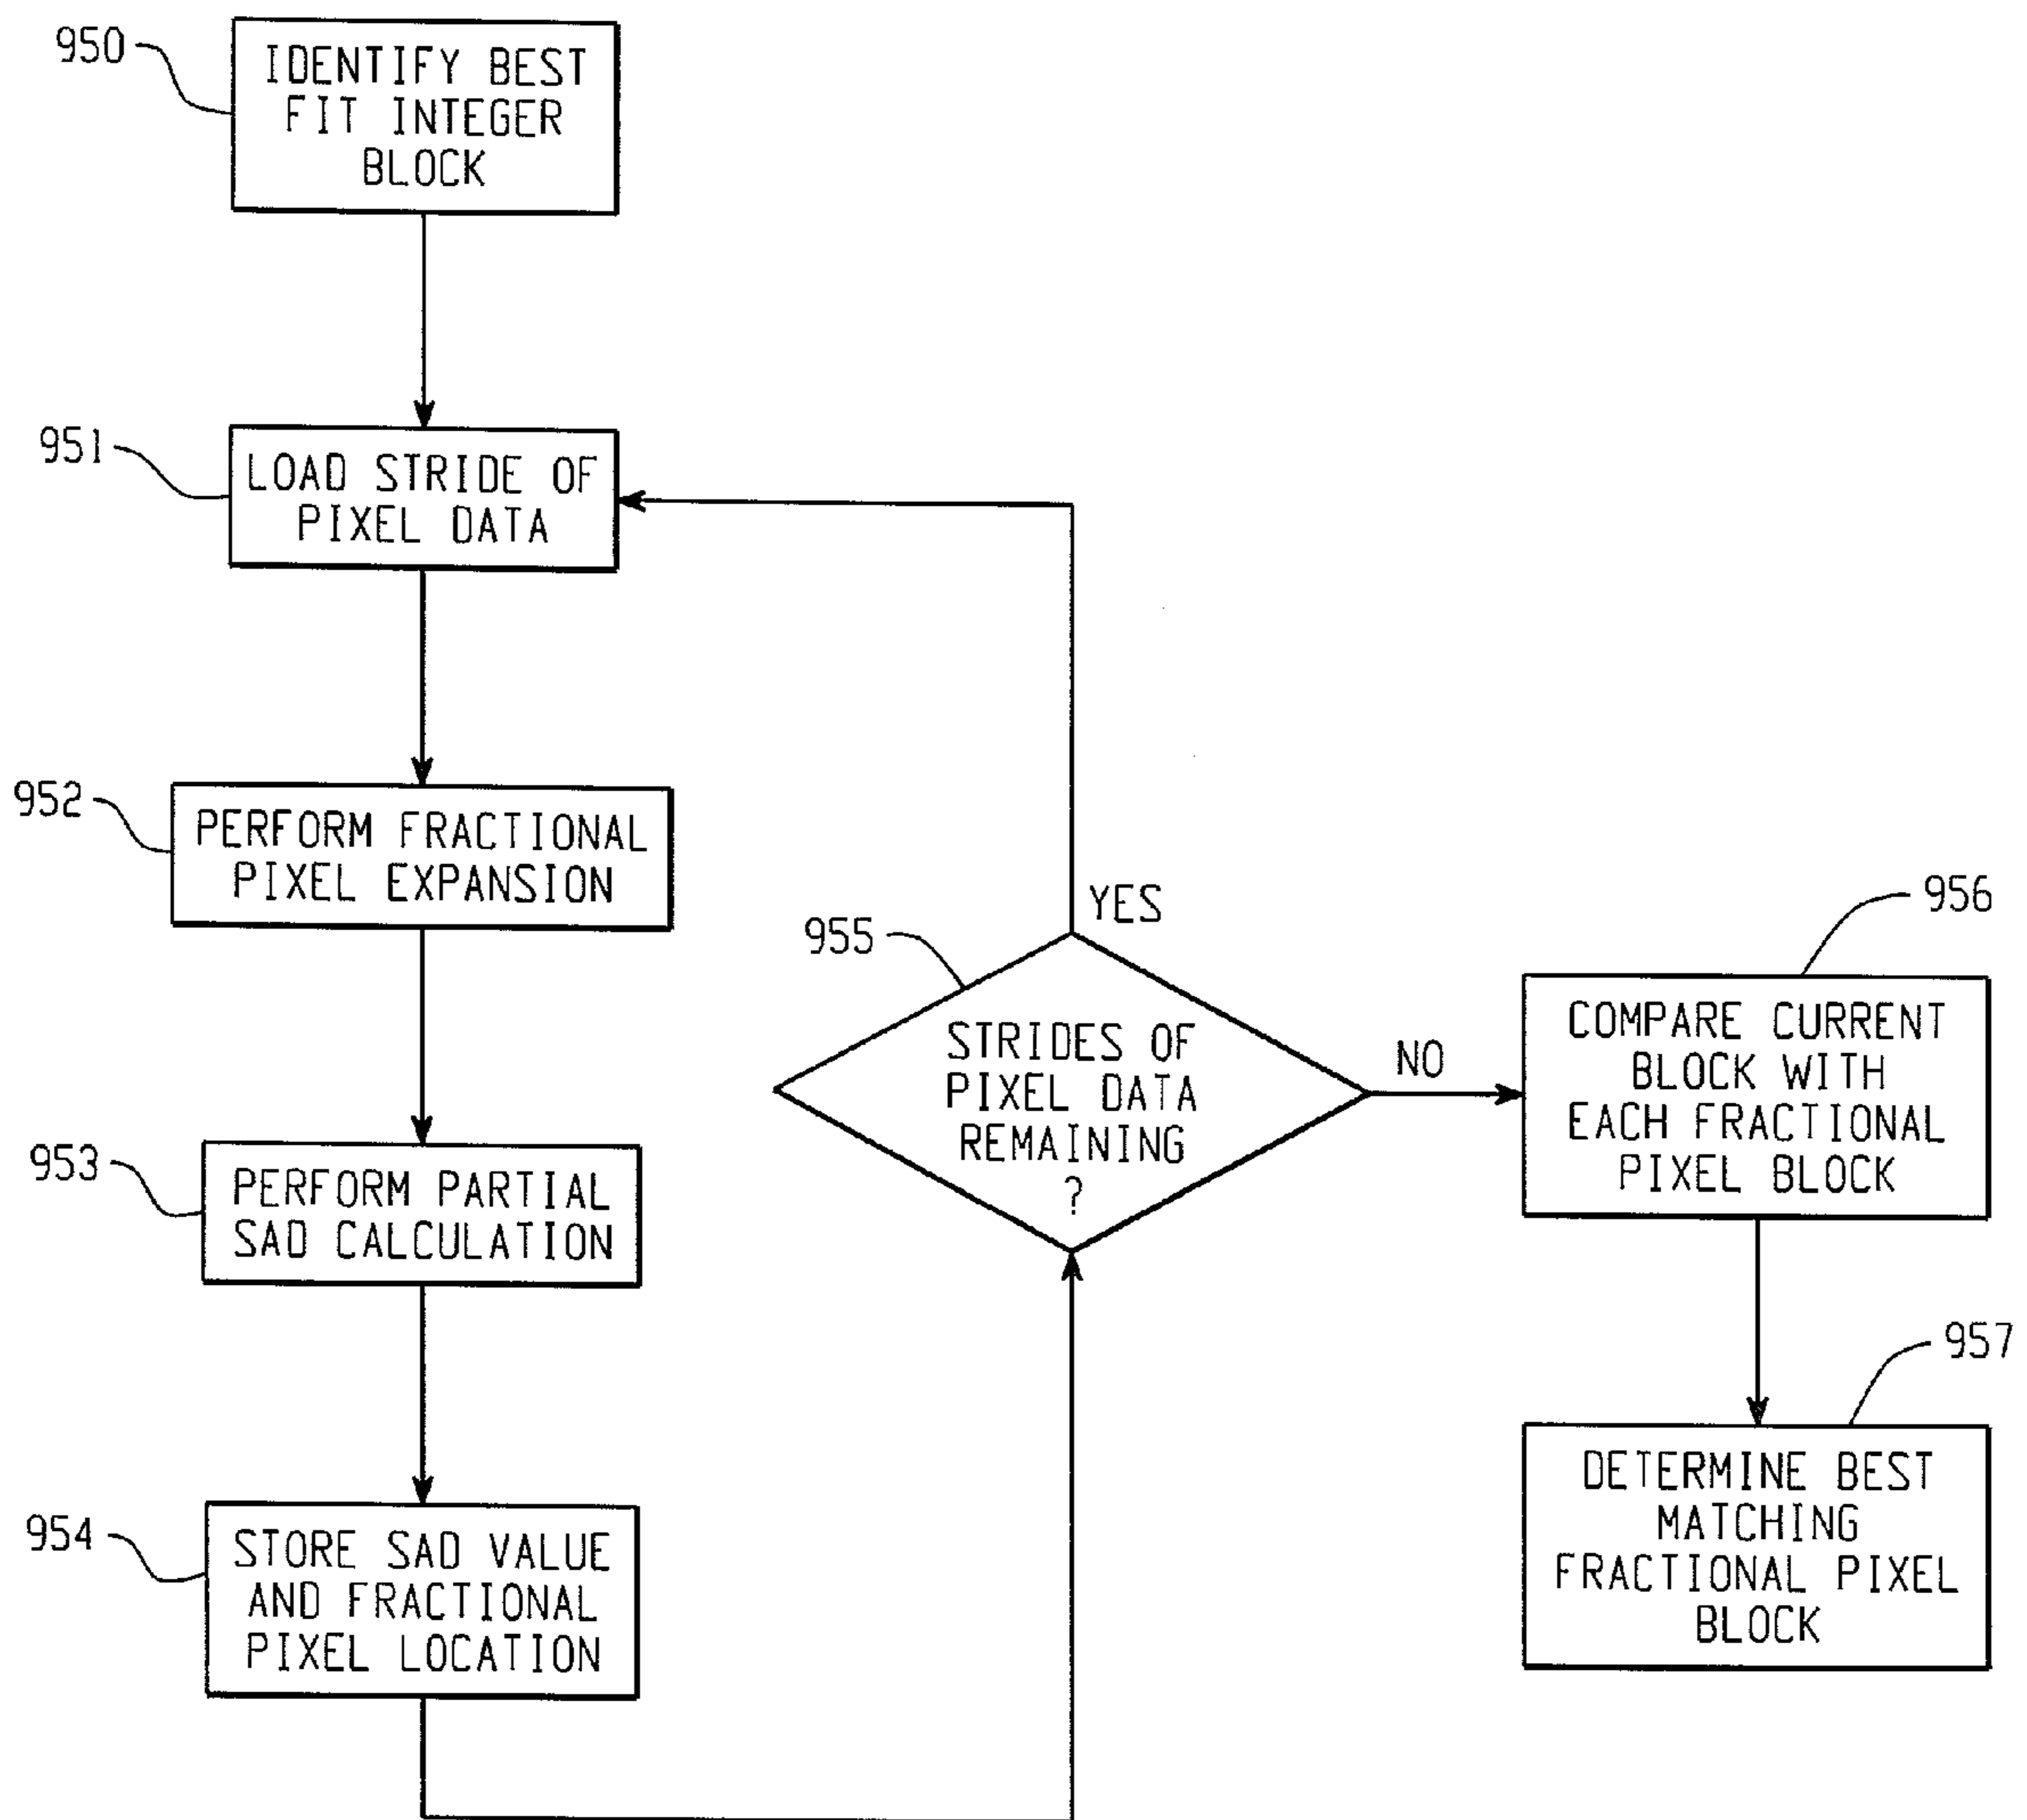 950
IDENTIFY BEST
FIT INTEGER
BLOCK
951
LOAD STRIDE OF
PIXEL DATA
952
PERFORM FRACTIONAL
PIXEL EXPANSION
953
PERFORM PARTIAL
SAD CALCULATION
954
STORE SAD VALUE
AND FRACTIONAL
PIXEL LOCATION
955
STRIDES OF
PIXEL DATA
REMAINING
?
YES
NO
956
COMPARE CURRENT
BLOCK WITH
EACH FRACTIONAL
PIXEL BLOCK
957
DETERMINE BEST
MATCHING
FRACTIONAL PIXEL
BLOCK